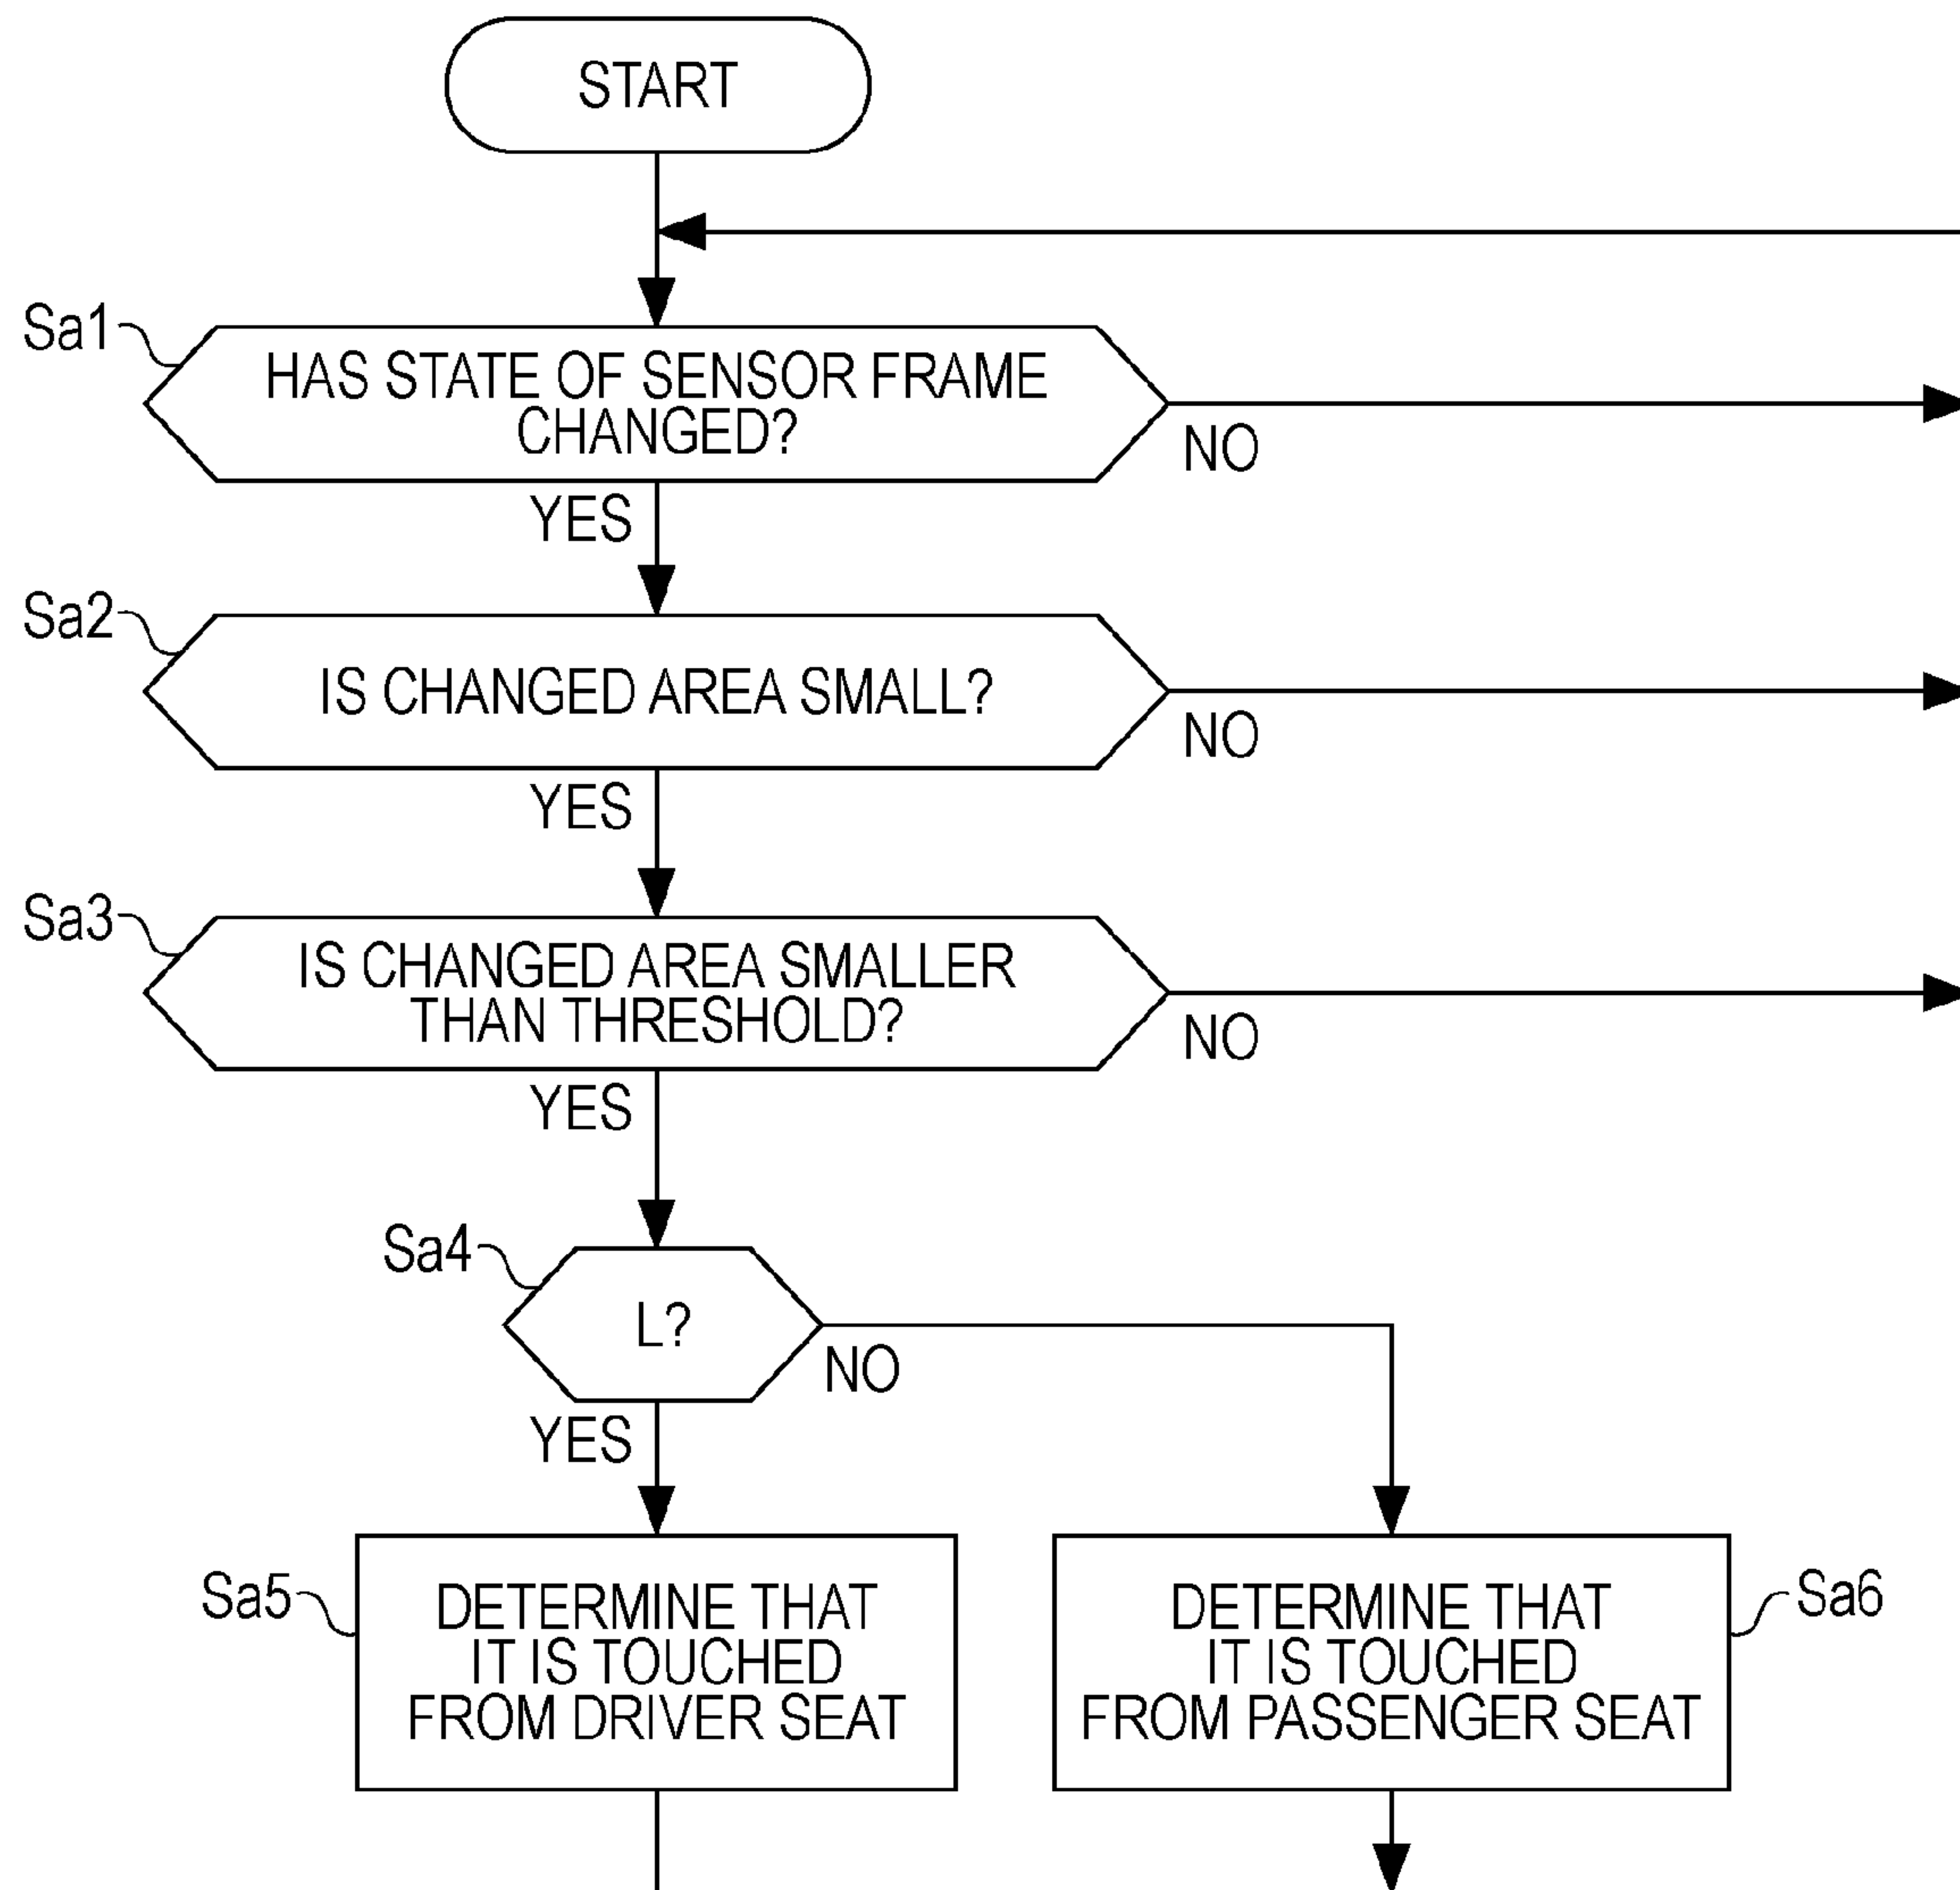 START
Sa1
HAS STATE OF SENSOR FRAME
CHANGED?
NO
YES
Sa2
IS CHANGED AREA SMALL?
NO
YES
Sa3
IS CHANGED AREA SMALLER
THAN THRESHOLD?
NO
YES
Sa4
L?
NO
YES
Sa5
DETERMINE THAT
IT IS TOUCHED
FROM DRIVER SEAT
DETERMINE THAT
IT IS TOUCHED
FROM PASSENGER SEAT
Sa6